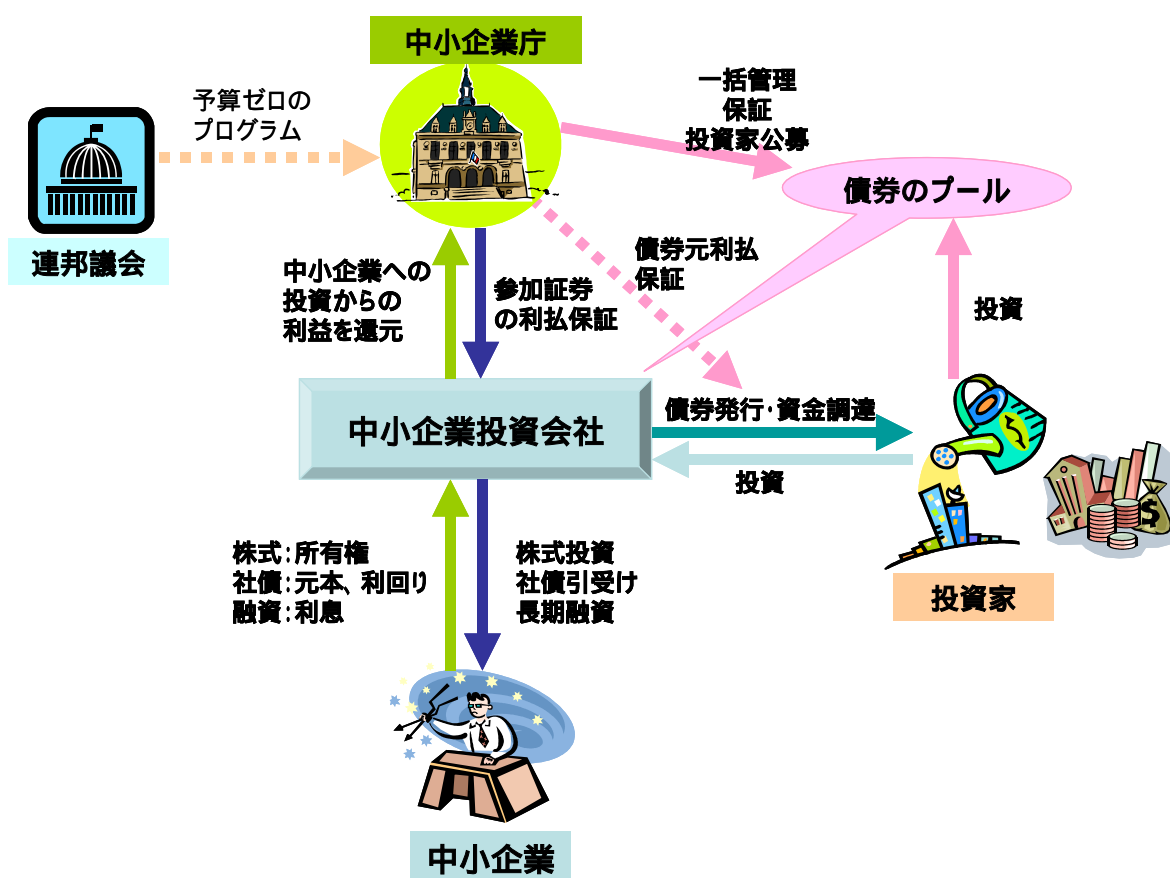 中小企業庁
予算ゼロの
プログラム
一括管理
保証
投資家公募
債券のプール
連邦議会
中小企業への
投資からの
利益を還元
参加証券
の利払保証
債券元利払
保証
投資
中小企業投資会社
債券発行・資金調達
投資
株式：所有権
社債：元本、利回り
融資：利息
株式投資
社債引受け
長期融資
投資家
$
中小企業